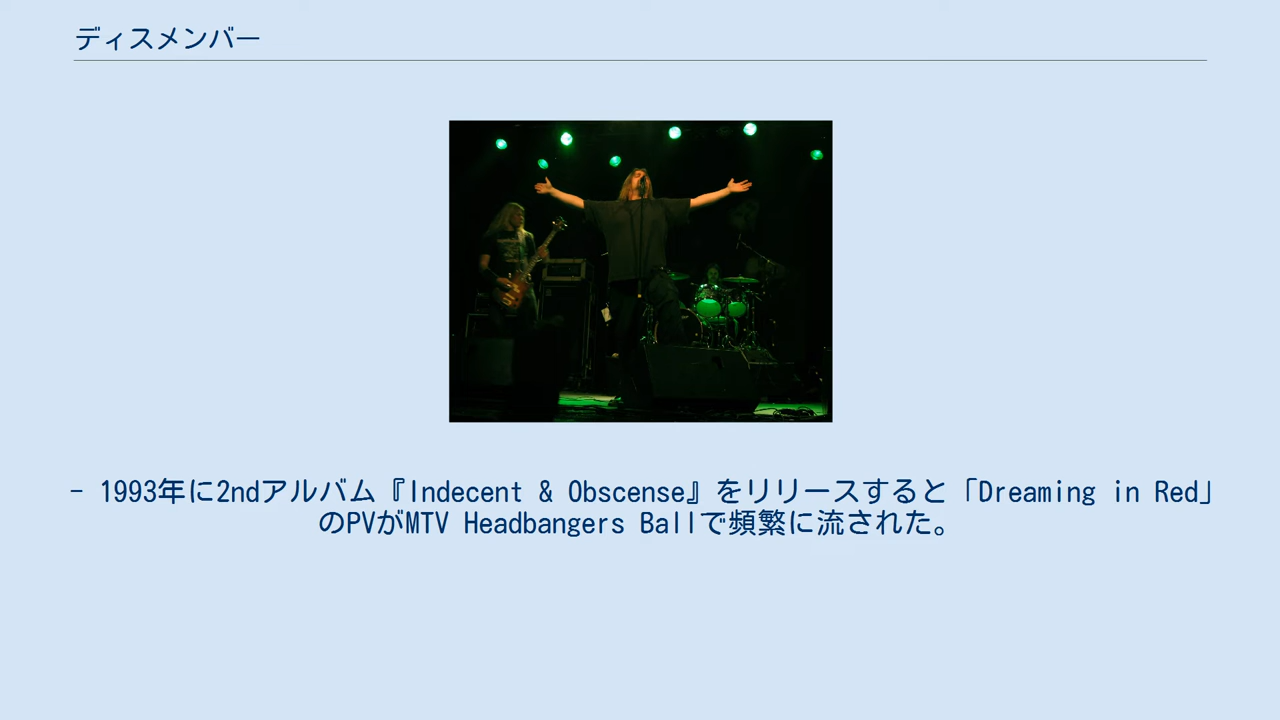 ディスメンバー
- 1993年に2ndアルバム『Indecent & Obscense』をリリースすると「Dreaming in Red」
のPVがMTV Headbangers Ballで頻繁に流された。